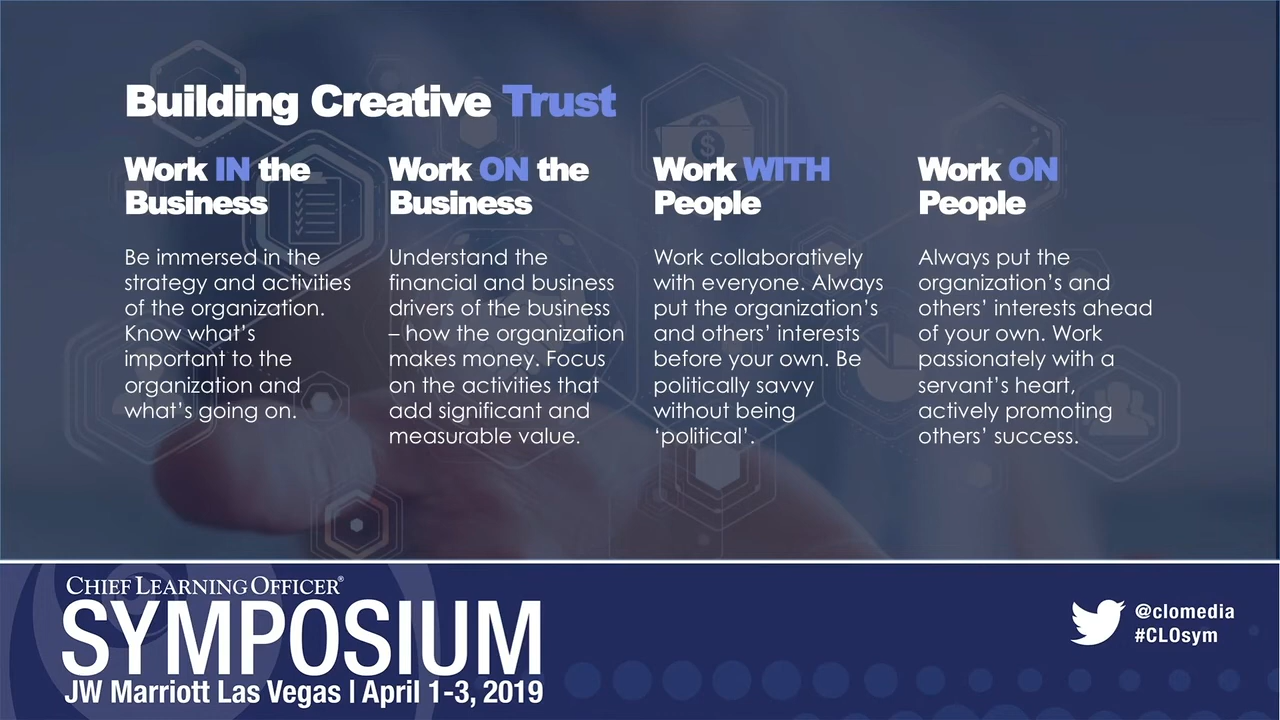 Building Creative Trust
Work IN the
Business
Be immersed in the
strategy and activities
of the organization.
Know what’s
important to the
organization and
what’s going on.
Work ON the
Business
Understand the
financial and business
drivers of the business
– how the organization
makes money. Focus
on the activities that
add significant and
measurable value.
Work WITH
People
Work collaboratively
with everyone. Always
put the organization’s
and others’ interests
before your own. Be
politically savvy
without being
‘political’.
Work ON
People
Always put the
organization’s and
others’ interests ahead
of your own. Work
passionately with a
servant’s heart,
actively promoting
others’ success.
CHIEF LEARNING OFFICER®
SYMPOSIUM
JW Marriott Las Vegas | April 1-3, 2019
@clomedia
#CLOsym